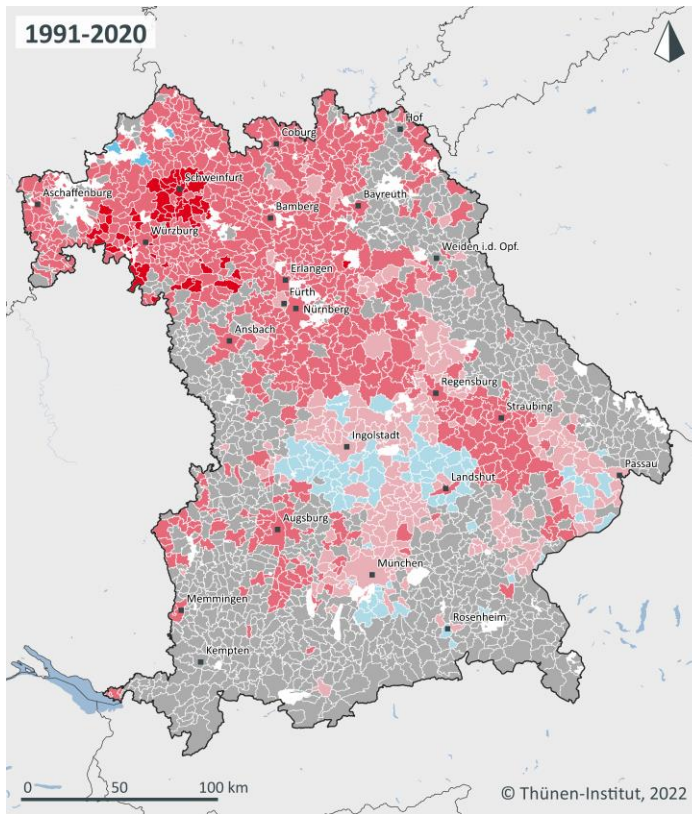 1991-2020
Hof
Coburg
Schweinfurt
Aschaffenburg
Bayreuth
Bamberg
Würzburg
Weiden i.d. Opf.
Erlangen
Fürth
Nürnberg
Ansbach
Regensburg
Straubing
Ingolstadt
Passau
Landshut
Augsburg
München
Memmingen
Rosenheim
Kempten
0 50 100 km
© Thünen-Institut, 2022